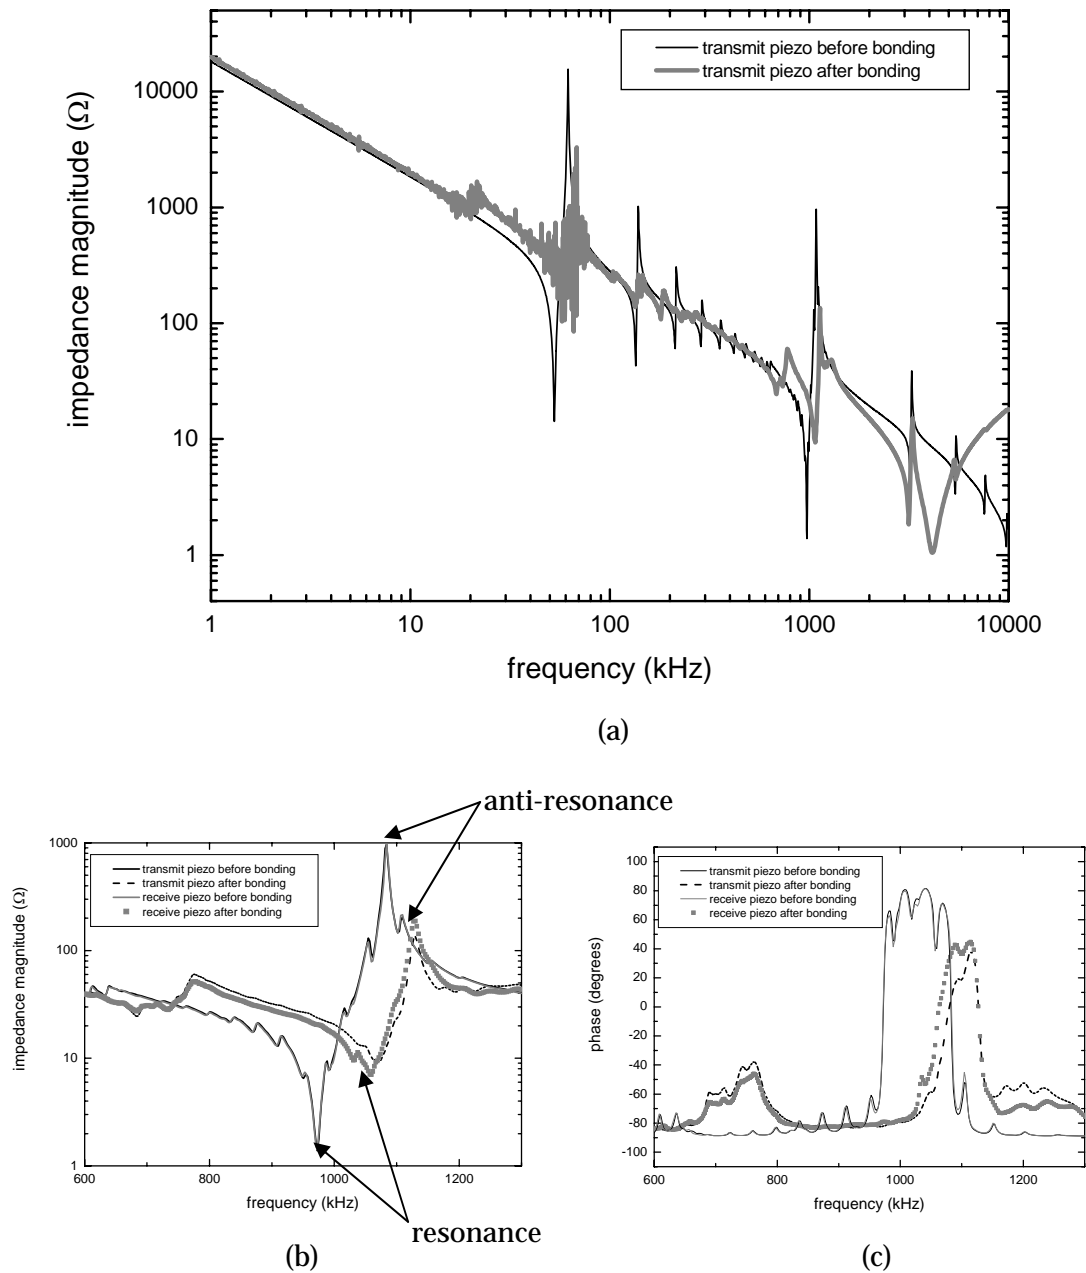 transmit piezo before bonding
transmit piezo after bonding
10000
1000
100
10
1
impedance magnitude (Ω)
1 10 100 1000 10000
frequency (kHz)
(a)
anti-resonance
1000
100
10
1
impedance magnitude (Ω)
transmit piezo before bonding
transmit piezo after bonding
receive piezo before bonding
receive piezo after bonding
600 800 1000 1200
frequency (kHz)
resonance
(b)
100
80
60
40
20
0
-20
-40
-60
-80
-100
phase (degrees)
transmit piezo before bonding
transmit piezo after bonding
receive piezo before bonding
receive piezo after bonding
600 800 1000 1200
frequency (kHz)
(c)